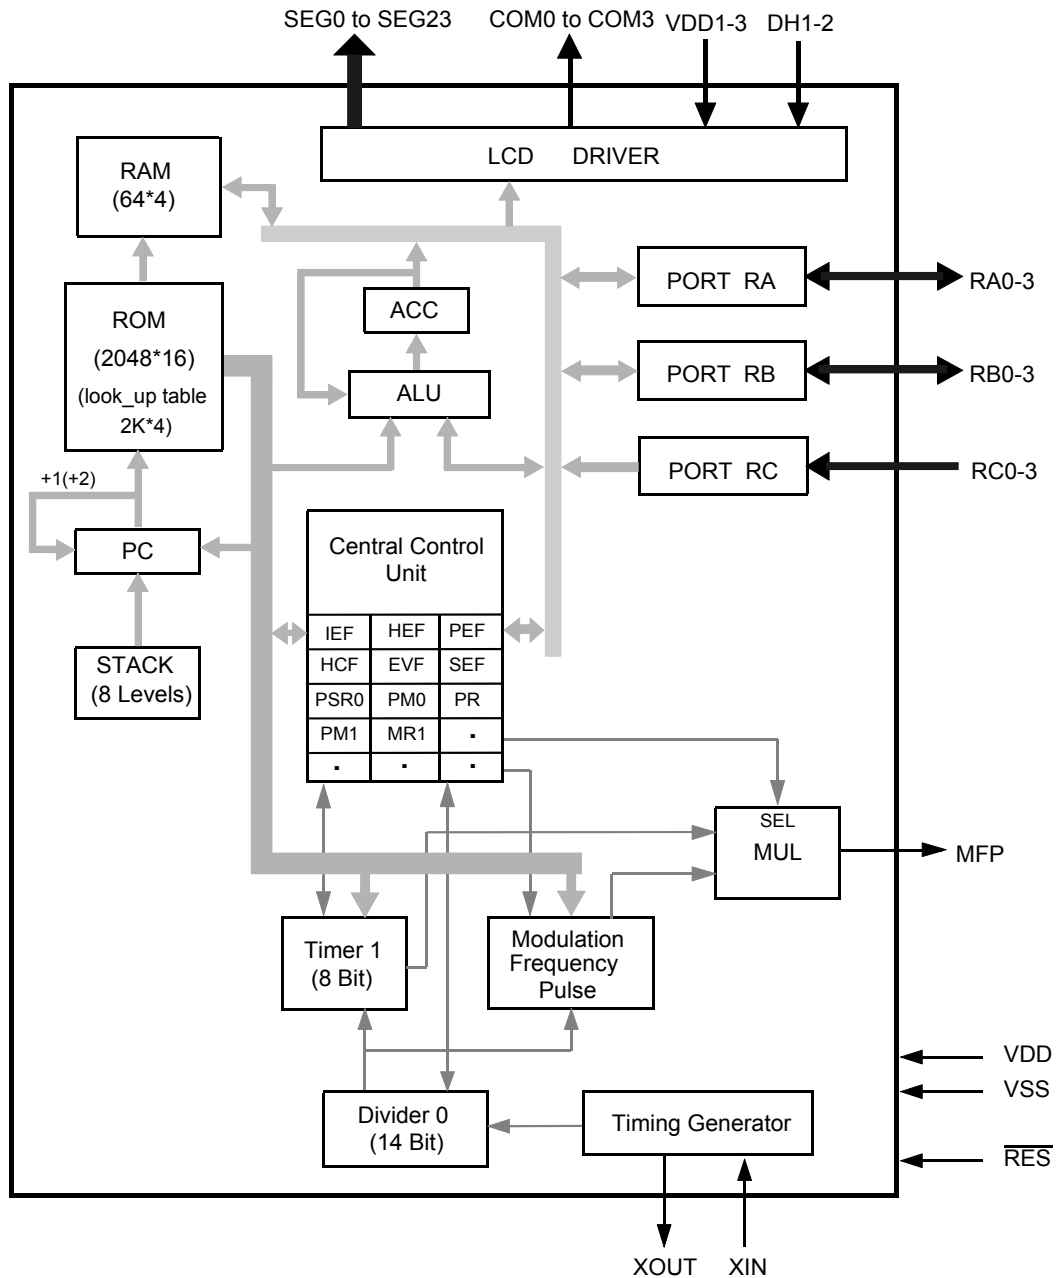 SEG0 to SEG23 COM0 to COM3 VDD1-3 DH1-2
LCD DRIVER
RAM
(64*4)
ROM
(2048*16)
(look_up table
2K*4)
+1(+2)
PC
STACK
(8 Levels)
ACC
ALU
PORT RA
RA0-3
PORT RB
RB0-3
PORT RC
RC0-3
Central Control
Unit
IEF HEF PEF
HCF EVF SEF
PSR0 PM0 PR
PM1 MR1 .
. . .
SEL
MUL
MFP
Timer 1
(8 Bit)
Modulation
Frequency
Pulse
Divider 0
(14 Bit)
Timing Generator
VDD
VSS
RES
XOUT XIN